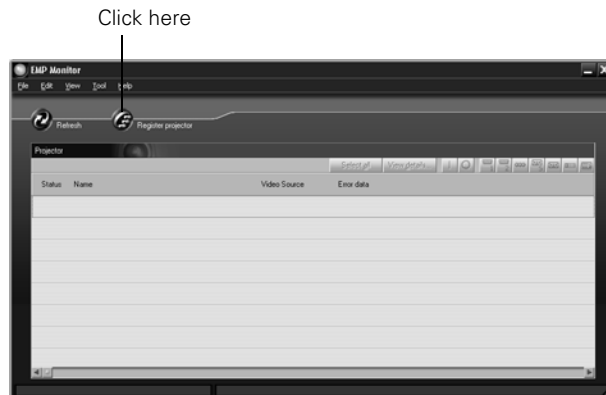 Click here
EMP Monitor
File Edit View Tool Help
Refresh Register projector
Projector
Select all View details
Status Name Video Source Error data